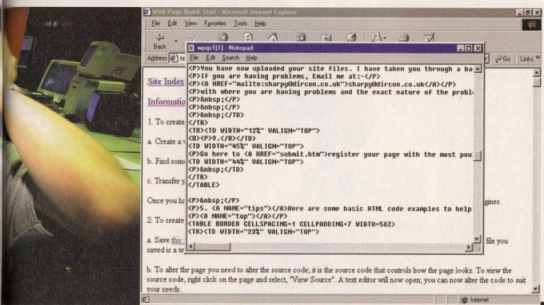 Web Page Quick Start - Microsoft Internet Explorer
File Edit View Favorites Tools Help
Back
Address
Go Links
wpqs1[1] - Notepad
File Edit Search Help
<P>You have now uploaded your site files. I have taken you through a ba
<P>If you are having problems, Email me at:-</P>
<P><A HREF="mailto:sharpy@dircon.co.uk">sharpy@dircon.co.uk</A></P>
<P>with where you are having problems and the exact nature of the probl
<P>&nbsp;</P>
<P>&nbsp;</P>
<P>&nbsp;</TD>
</TR>
<TR><TD WIDTH="12%" VALIGN="TOP">
<B><P>9.</B></TD>
<TD WIDTH="45%" VALIGN="TOP">
<P>Go here to <A HREF="submit.htm">register your page with the most pow
<TD WIDTH="44%" VALIGN="TOP">
<P>&nbsp;</TD>
</TR>
</TABLE>
<P>&nbsp;</P>
<P>5. <A NAME="tips"></A>Here are some basic HTML code examples to help
<P><A NAME="top"></A></P>
<TABLE BORDER CELLSPACING=1 CELLPADDING=7 WIDTH=562>
<TR><TD WIDTH="23%" VALIGN="TOP">
Site Index
Informatio
1. To create
a. Create a
b. Find some
c. Transfer y
Once you ha
gines.
2. To create
a. Save this file you
saved is a w
b. To alter the page you need to alter the source code, it is the source code that controls how the page looks. To view the
source code, right click on the page and select, "View Source". A text editor will now open, you can now alter the code to suit
your needs.
Internet